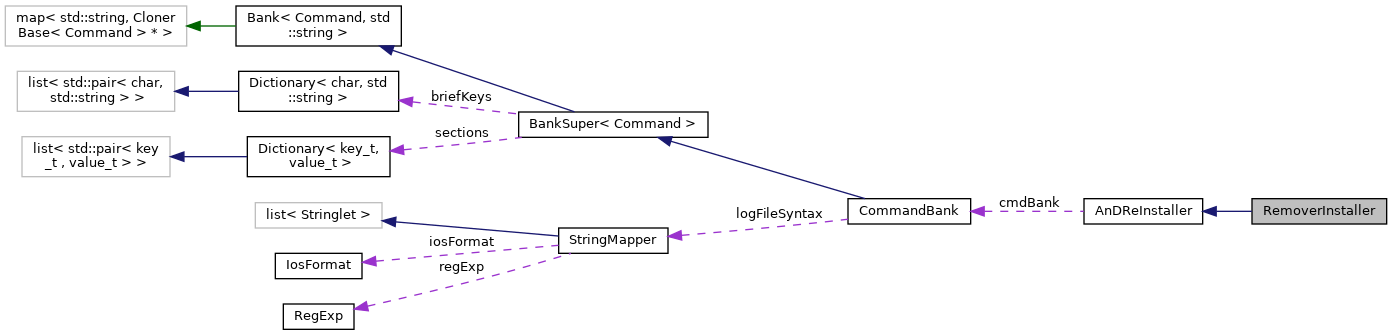 map< std::string, Cloner
Base< Command > * >
Bank< Command, std
::string >
list< std::pair< char,
std::string > >
Dictionary< char, std
::string >
briefKeys
BankSuper< Command >
sections
list< std::pair< key
_t , value_t > >
Dictionary< key_t,
value_t >
list< Stringlet >
logFileSyntax
CommandBank
cmdBank
AnDReInstaller
RemoverInstaller
StringMapper
iosFormat
IosFormat
regExp
RegExp